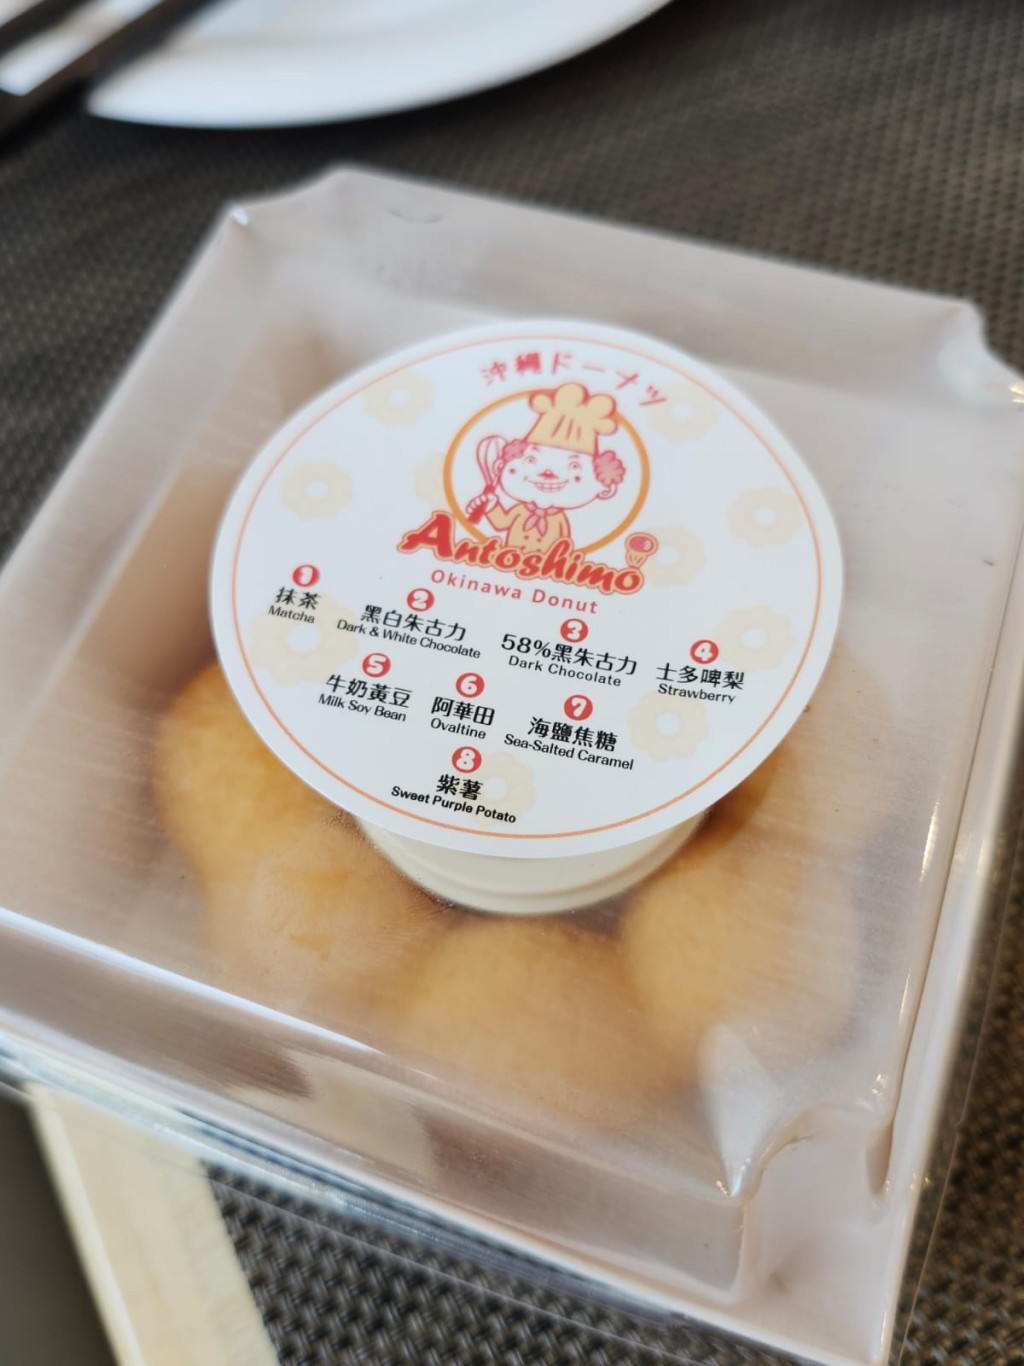 沖縄ドーナツ
Antoshimo
Okinawa Donut
1
抹茶
Matcha
2
黑白朱古力
Dark & White Chocolate
3
58%黑朱古力
Dark Chocolate
4
士多啤梨
Strawberry
5
牛奶黃豆
Milk Soy Bean
6
阿華田
Ovaltine
7
海鹽焦糖
Sea-Salted Caramel
8
紫薯
Sweet Purple Potato